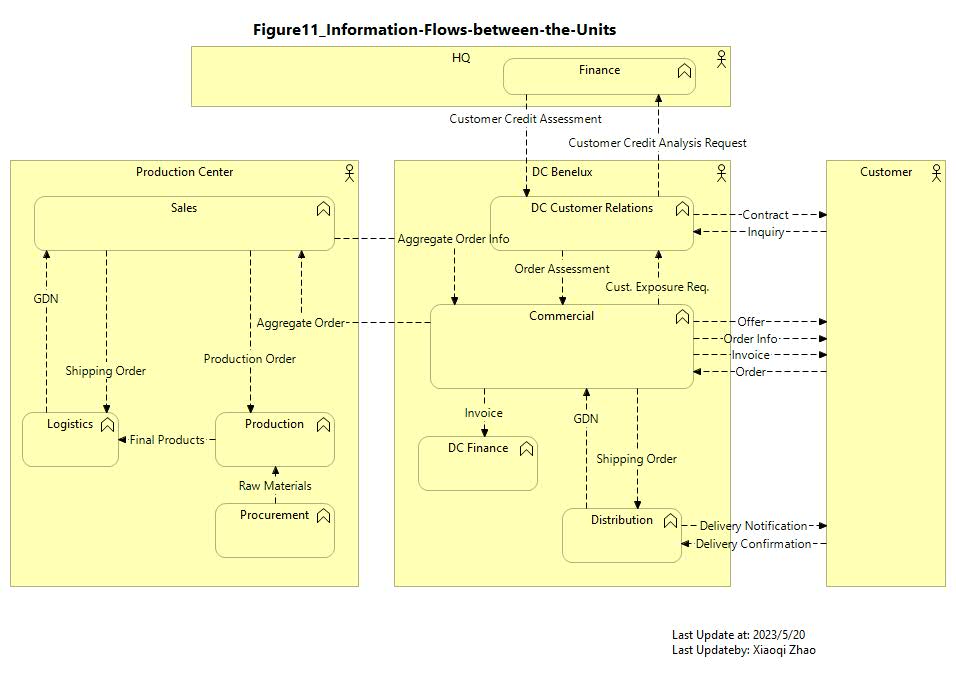 Figure11_Information-Flows-between-the-Units
HQ
Finance
Customer Credit Assessment
Customer Credit Analysis Request
Production Center
DC Benelux
Customer
Sales
DC Customer Relations
Contract
Inquiry
Aggregate Order Info
Order Assessment
Cust. Exposure Req.
GDN
Commercial
Offer
Aggregate Order
Order Info
Invoice
Production Order
Shipping Order
Order
Invoice
GDN
Logistics
Production
Final Products
DC Finance
Shipping Order
Raw Materials
Procurement
Distribution
Delivery Notification
Delivery Confirmation
Last Update at: 2023/5/20
Last Updateby: Xiaoqi Zhao